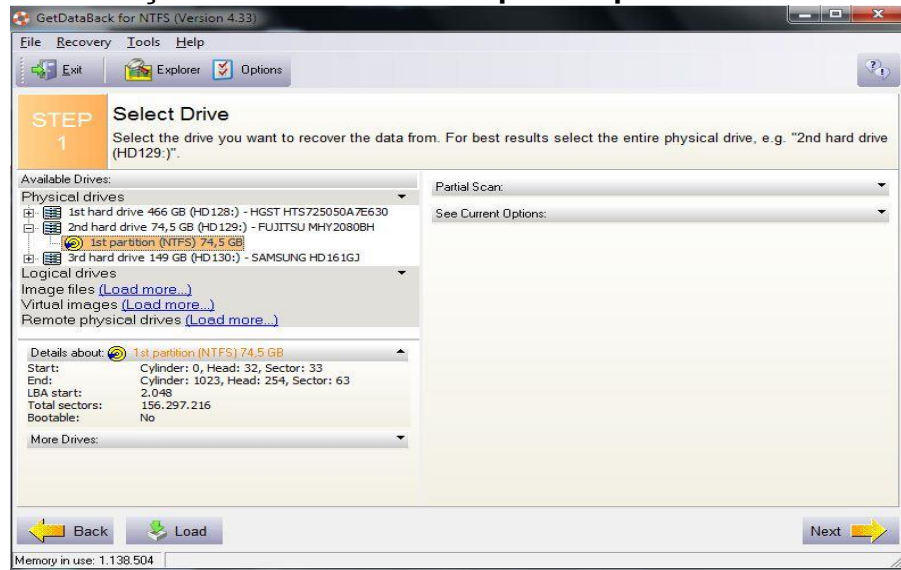 GetDataBack for NTFS (Version 4.33)
File Recovery Tools Help
Exit Explorer Options
STEP 1
Select Drive
Select the drive you want to recover the data from. For best results select the entire physical drive, e.g. "2nd hard drive
(HD129:)".
Available Drives:
Physical drives
1st hard drive 466 GB (HD128:) - HGST HTS725050A7E630
2nd hard drive 74,5 GB (HD129:) - FUJITSU MHY2080BH
1st partition (NTFS) 74,5 GB
3rd hard drive 149 GB (HD130:) - SAMSUNG HD161GJ
Logical drives
Image files (Load more...)
Virtual images (Load more...)
Remote physical drives (Load more...)
Partial Scan:
See Current Options:
Details about: 1st partition (NTFS) 74,5 GB
Start: Cylinder: 0, Head: 32, Sector: 33
End: Cylinder: 1023, Head: 254, Sector: 63
LBA start: 2.048
Total sectors: 156.297.216
Bootable: No
More Drives:
Back Load Next
Memory in use: 1.138.504